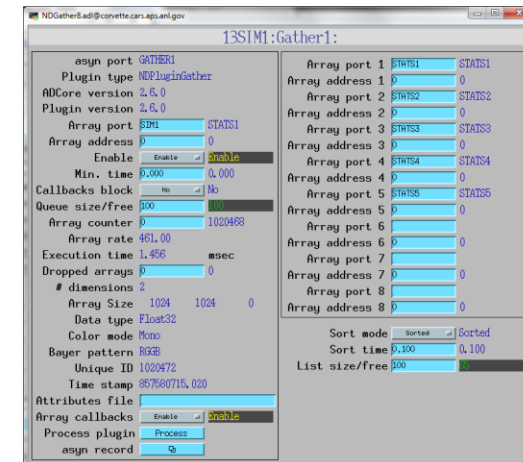 NDGather8.adl@corvette.cars.aps.anl.gov
13SIM1:Gather1:
asyn port GATHER1
Plugin type NDPluginGather
ADCore version 2.6.0
Plugin version 2.6.0
Array port SIM1 STATS1
Array address 0 0
Enable Enable Enable
Min. time 0.000 0.000
Callbacks block No No
Queue size/free 100 100
Array counter 0 1020468
Array rate 461.00
Execution time 1.456 msec
Dropped arrays 0 0
# dimensions 2
Array Size 1024 1024 0
Data type Float32
Color mode Mono
Bayer pattern RGGB
Unique ID 1020472
Time stamp 857580715.020
Attributes file
Array callbacks Enable Enable
Process plugin Process
asyn record
Array port 1 STATS1 STATS1
Array address 1 0 0
Array port 2 STATS2 STATS2
Array address 2 0 0
Array port 3 STATS3 STATS3
Array address 3 0 0
Array port 4 STATS4 STATS4
Array address 4 0 0
Array port 5 STATS5 STATS5
Array address 5 0 0
Array port 6
Array address 6 0 0
Array port 7
Array address 7 0 0
Array port 8
Array address 8 0 0
Sort mode Sorted Sorted
Sort time 0.100 0.100
List size/free 100